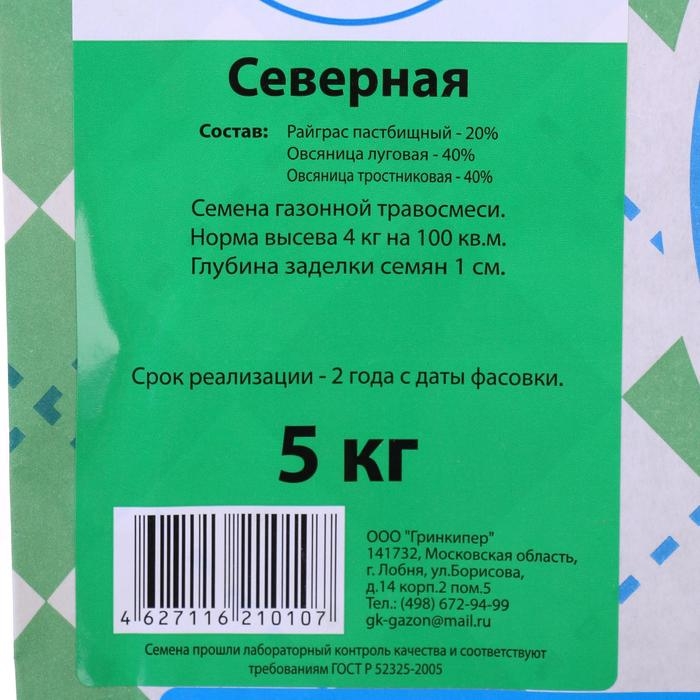 Северная
Состав: Райграс пастбищный - 20%
Овсяница луговая - 40%
Овсяница тростниковая - 40%
Семена газонной травосмеси.
Норма высева 4 кг на 100 кв.м.
Глубина заделки семян 1 см.
Срок реализации - 2 года с даты фасовки.
5 кг
ООО "Гринкипер"
141732, Московская область,
г. Лобня, ул.Борисова,
д.14 корп.2 пом.5
Тел.: (498) 672-94-99
gk-gazon@mail.ru
4 627116 210107
Семена прошли лабораторный контроль качества и соответствуют
требованиям ГОСТ Р 52325-2005